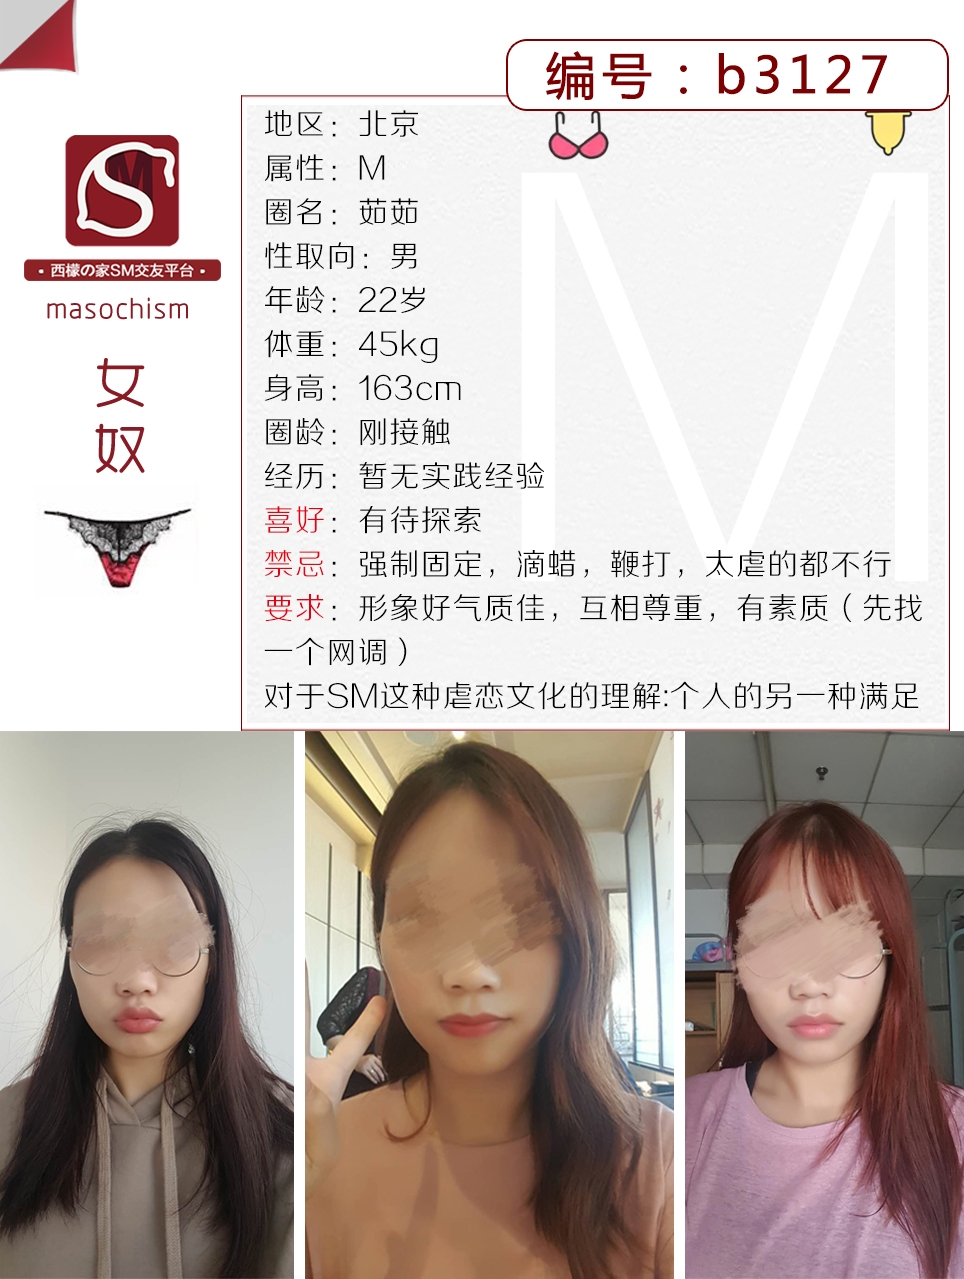 编号：b3127
SM
·西檬の家SM交友平台·
masochism
女
奴
地区：北京
属性：M
圈名：茹茹
性取向：男
年龄：22岁
体重：45kg
身高：163cm
圈龄：刚接触
经历：暂无实践经验
喜好：有待探索
禁忌：强制固定，滴蜡，鞭打，太虐的都不行
要求：形象好气质佳，互相尊重，有素质（先找
一个网调）
对于SM这种虐恋文化的理解:个人的另一种满足
M